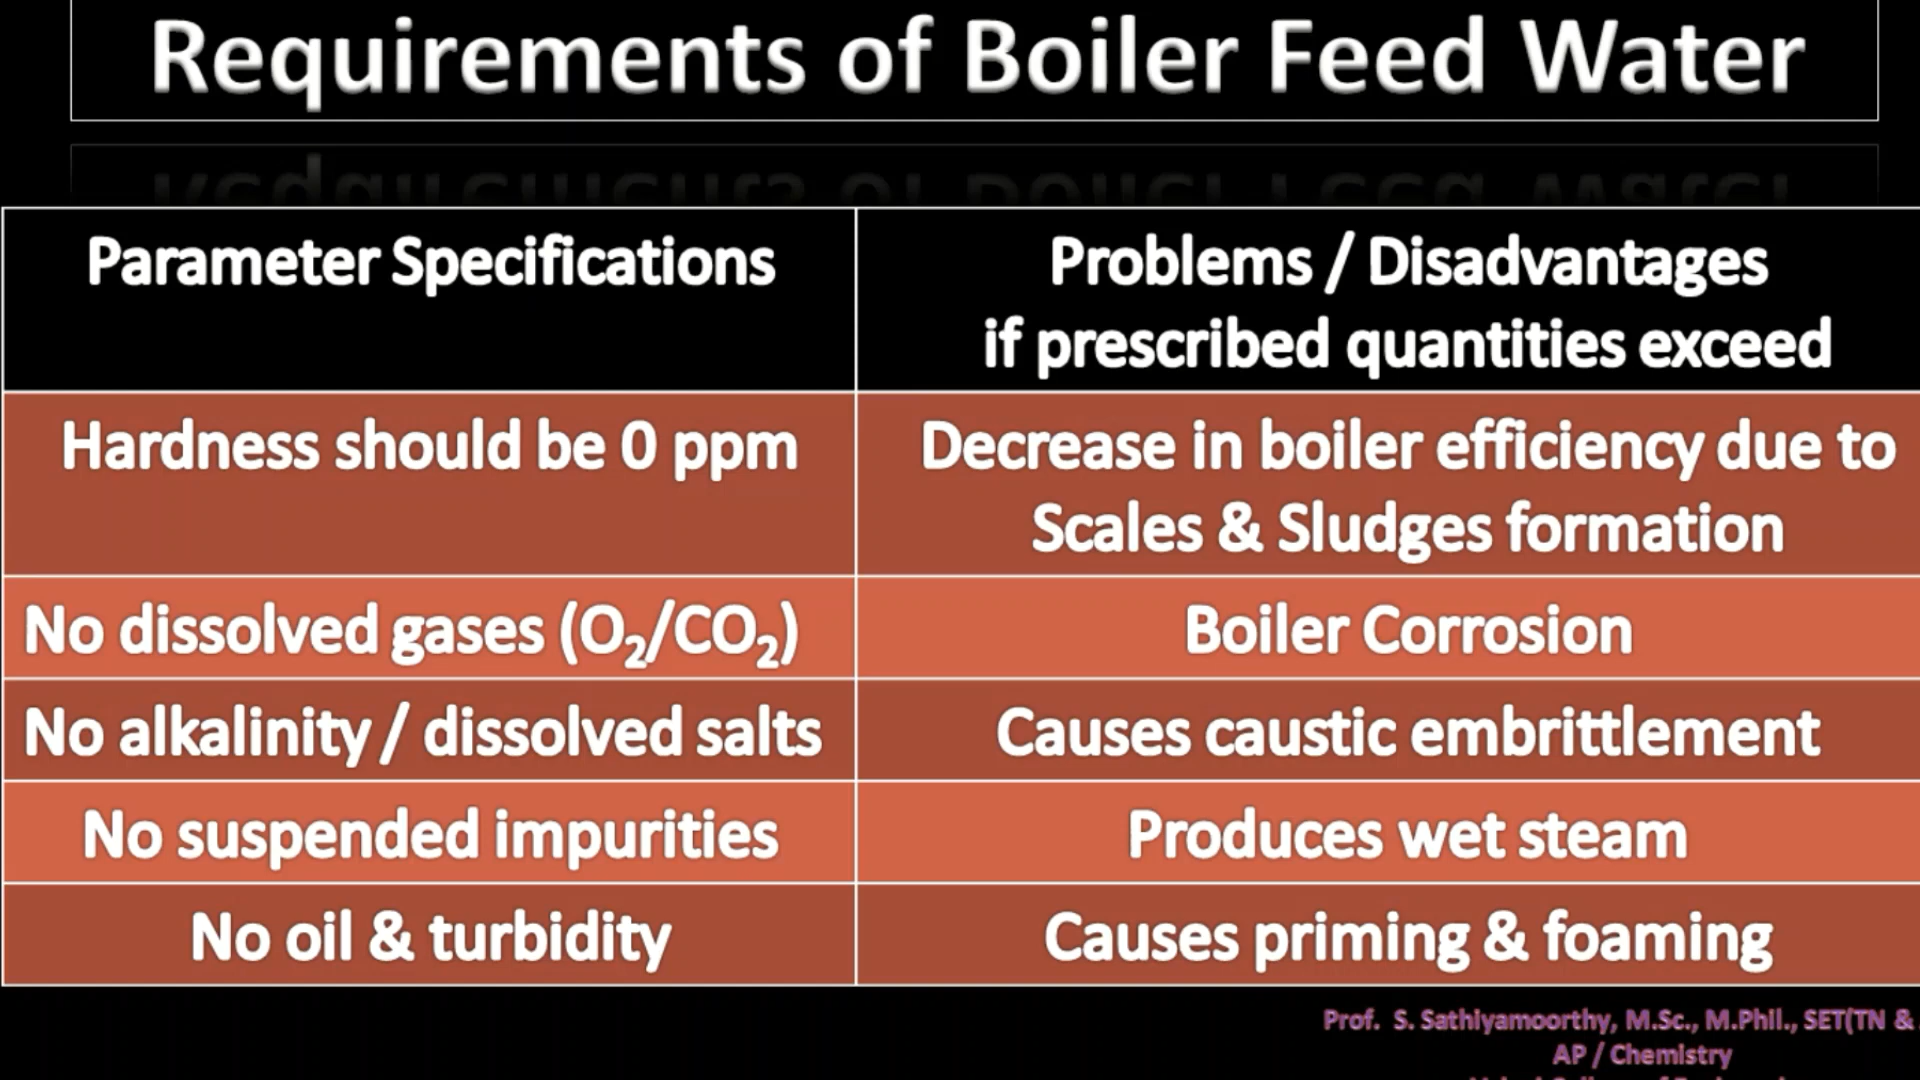 Requirements of Boiler Feed Water
Parameter Specifications
Problems / Disadvantages
if prescribed quantities exceed
Hardness should be 0 ppm
Decrease in boiler efficiency due to
Scales & Sludges formation
No dissolved gases (O₂/CO₂)
Boiler Corrosion
No alkalinity / dissolved salts
Causes caustic embrittlement
No suspended impurities
Produces wet steam
No oil & turbidity
Causes priming & foaming
Prof. S. Sathiyamoorthy, M.Sc., M.Phil., SET(TN &
AP / Chemistry